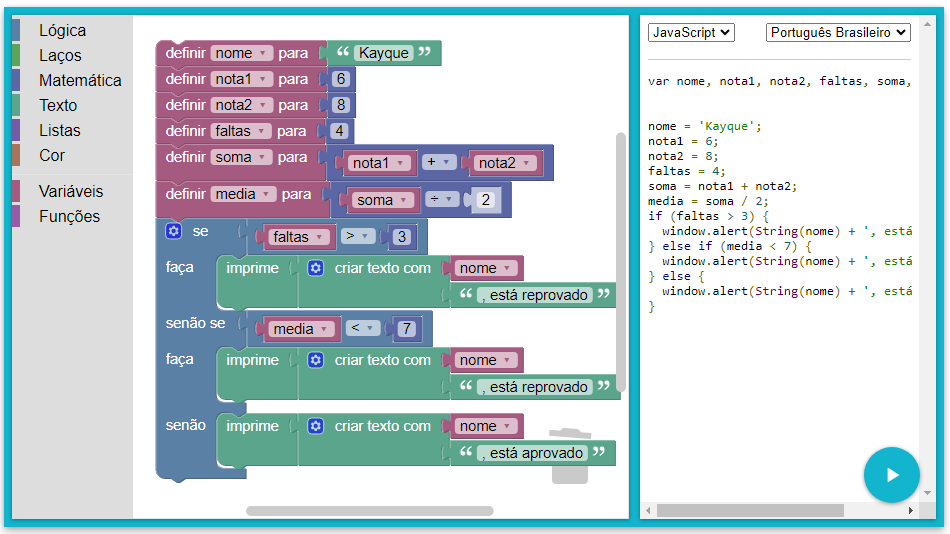 Lógica
Laços
Matemática
Texto
Listas
Cor
Variáveis
Funções
definir nome para “ Kayque ”
definir nota1 para 6
definir nota2 para 8
definir faltas para 4
definir soma para nota1 + nota2
definir media para soma ÷ 2
se faltas > 3
faça imprime criar texto com nome
“ , está reprovado ”
senão se media < 7
faça imprime criar texto com nome
“ , está reprovado ”
senão imprime criar texto com nome
“ , está aprovado ”
JavaScript Português Brasileiro
var nome, nota1, nota2, faltas, soma,
nome = 'Kayque';
nota1 = 6;
nota2 = 8;
faltas = 4;
soma = nota1 + nota2;
media = soma / 2;
if (faltas > 3) {
window.alert(String(nome) + ', está
} else if (media < 7) {
window.alert(String(nome) + ', está
} else {
window.alert(String(nome) + ', está
}